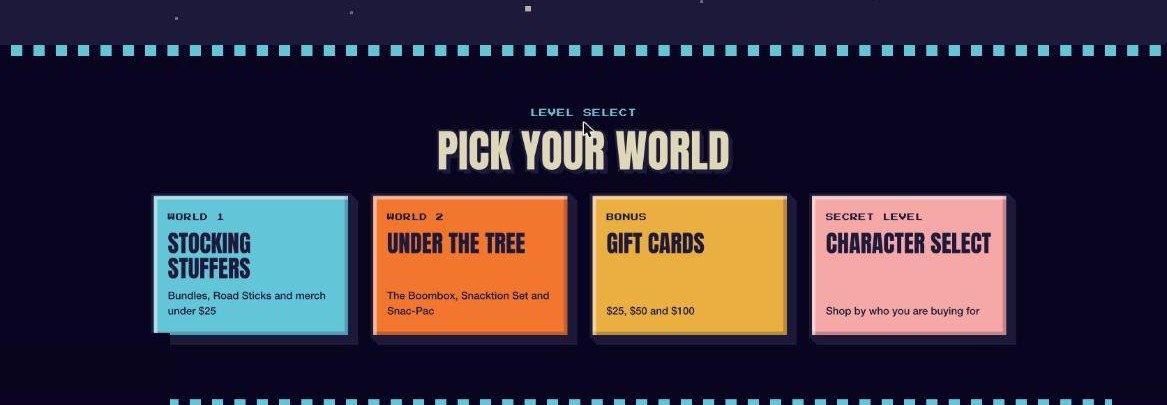 LEVEL SELECT
PICK YOUR WORLD
WORLD 1
STOCKING
STUFFERS
Bundles, Road Sticks and merch
under $25
WORLD 2
UNDER THE TREE
The Boombox, Snacktion Set and
Snac-Pac
BONUS
GIFT CARDS
$25, $50 and $100
SECRET LEVEL
CHARACTER SELECT
Shop by who you are buying for